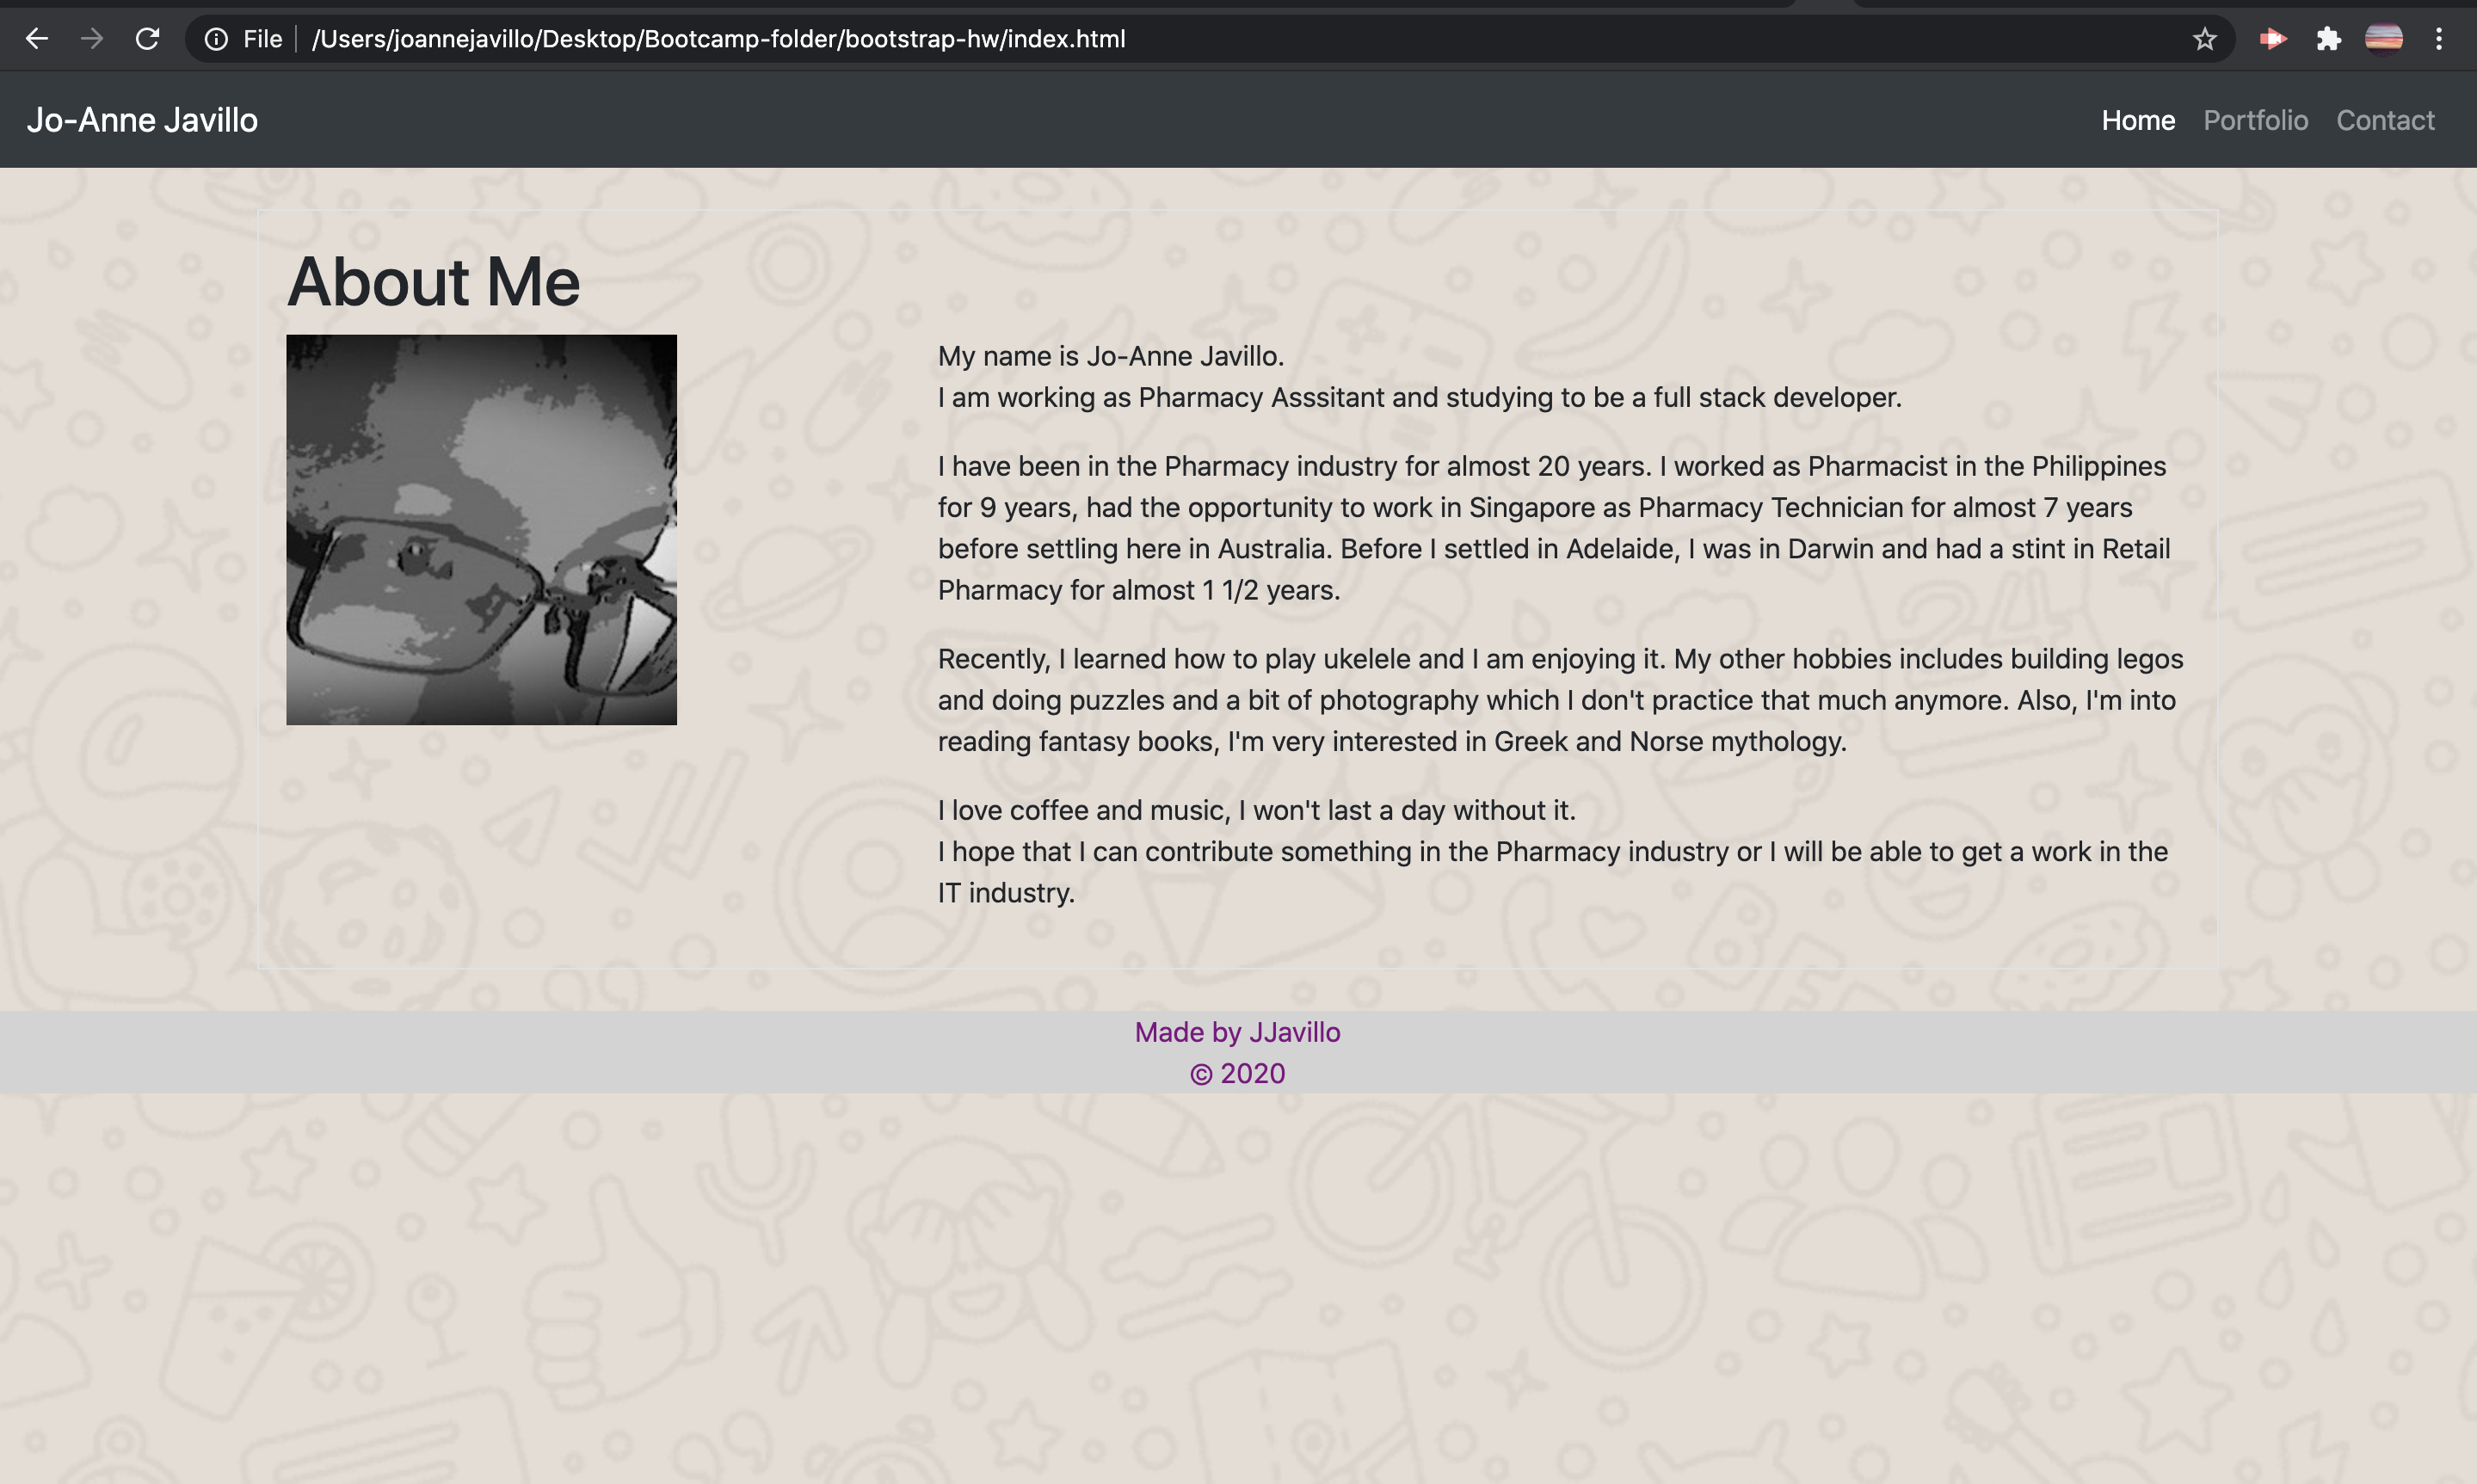 File /Users/joannejavillo/Desktop/Bootcamp-folder/bootstrap-hw/index.html
Jo-Anne Javillo
Home Portfolio Contact
About Me
My name is Jo-Anne Javillo.
I am working as Pharmacy Asssitant and studying to be a full stack developer.
I have been in the Pharmacy industry for almost 20 years. I worked as Pharmacist in the Philippines
for 9 years, had the opportunity to work in Singapore as Pharmacy Technician for almost 7 years
before settling here in Australia. Before I settled in Adelaide, I was in Darwin and had a stint in Retail
Pharmacy for almost 1 1/2 years.
Recently, I learned how to play ukelele and I am enjoying it. My other hobbies includes building legos
and doing puzzles and a bit of photography which I don't practice that much anymore. Also, I'm into
reading fantasy books, I'm very interested in Greek and Norse mythology.
I love coffee and music, I won't last a day without it.
I hope that I can contribute something in the Pharmacy industry or I will be able to get a work in the
IT industry.
Made by JJavillo
© 2020